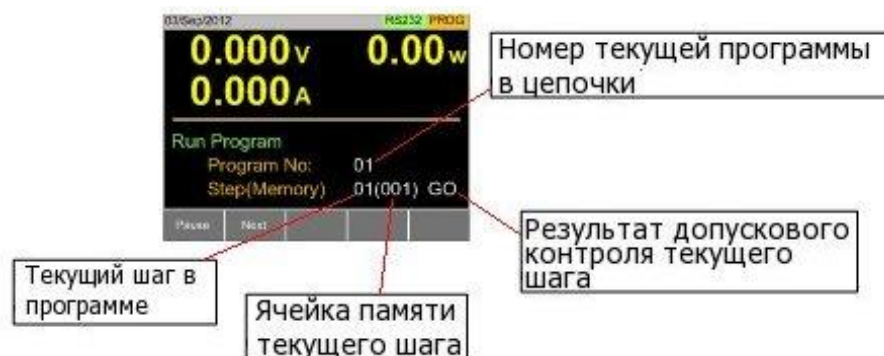 03/Sep/2012 RS232 PROG
0.000V 0.00W
0.000A
Номер текущей программы
в цепочки
Run Program
Program No: 01
Step(Memory) 01(001) GO
Pause Next
Результат допускового
контроля текущего
шага
Текущий шаг в
программе
Ячейка памяти
текущего шага